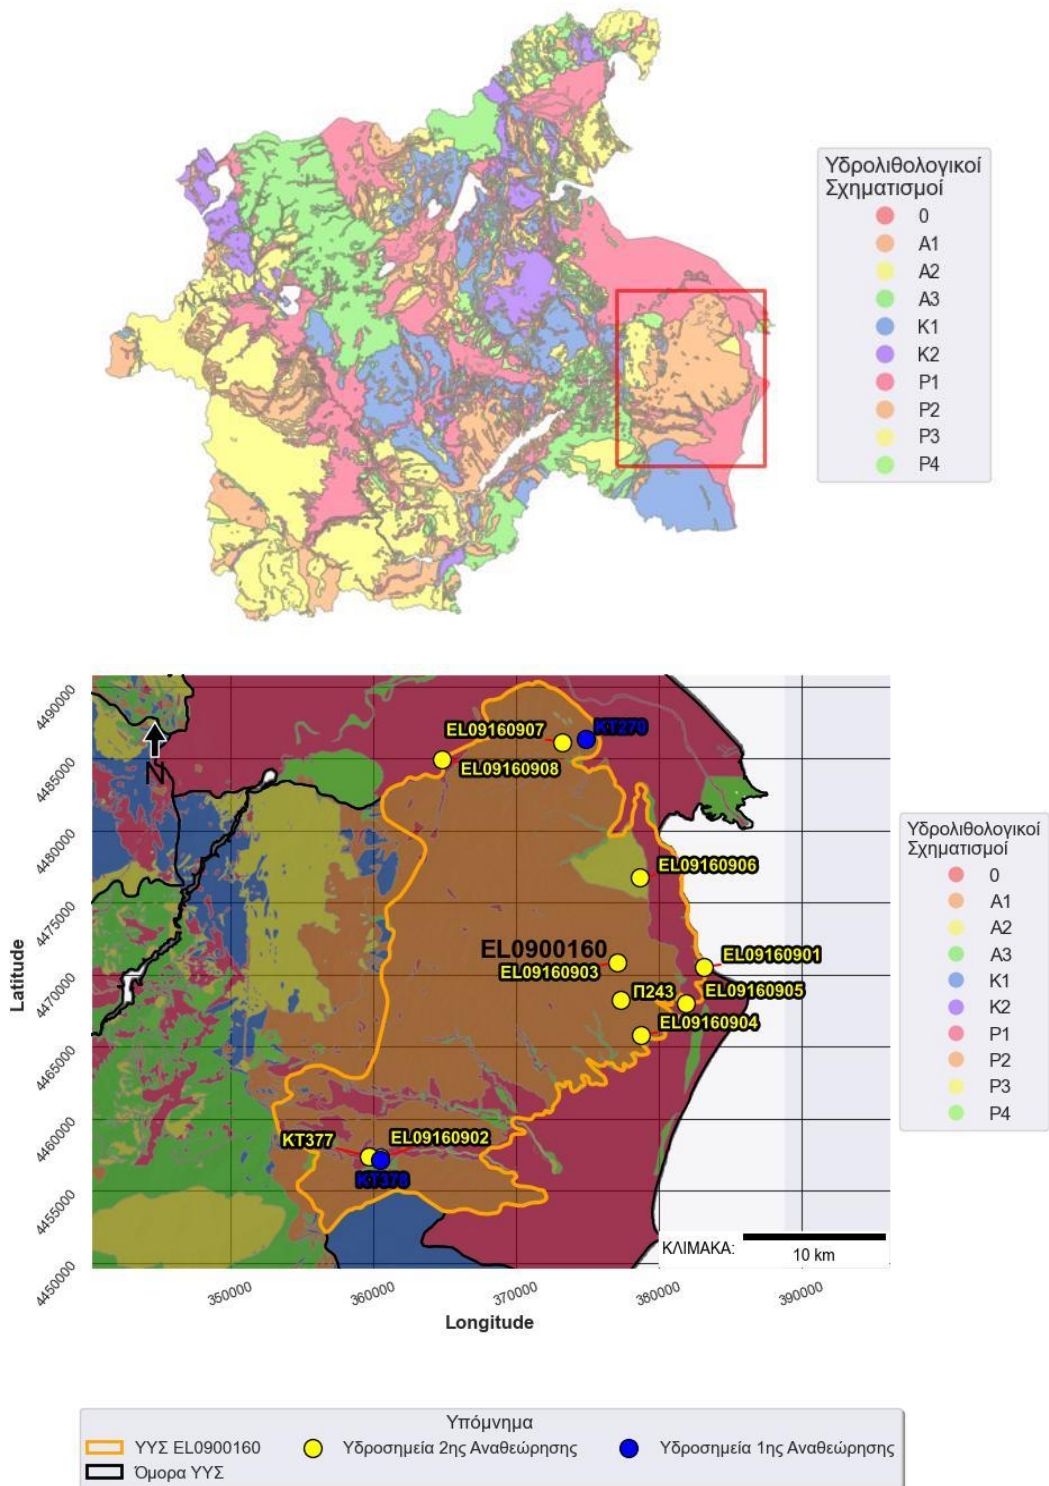 Υδρολιθολογικοί
Σχηματισμοί
0
A1
A2
A3
K1
K2
P1
P2
P3
P4
4490000
4485000
4480000
4475000
4470000
4465000
4460000
4455000
4450000
Latitude
N
EL09160907
KT270
EL09160908
EL09160906
EL0900160
EL09160903
EL09160901
Π243
EL09160905
EL09160904
KT377
EL09160902
KT378
ΚΛΙΜΑΚΑ:
10 km
350000
360000
370000
380000
390000
Longitude
Υδρολιθολογικοί
Σχηματισμοί
0
A1
A2
A3
K1
K2
P1
P2
P3
P4
Υπόμνημα
ΥΥΣ EL0900160
Υδροσημεία 2ης Αναθεώρησης
Υδροσημεία 1ης Αναθεώρησης
Όμορα ΥΥΣ